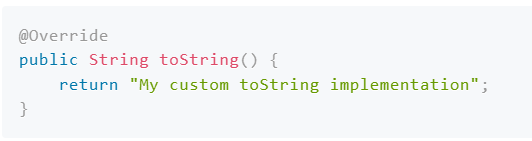 @Override
public String toString() {
    return "My custom toString implementation";
}